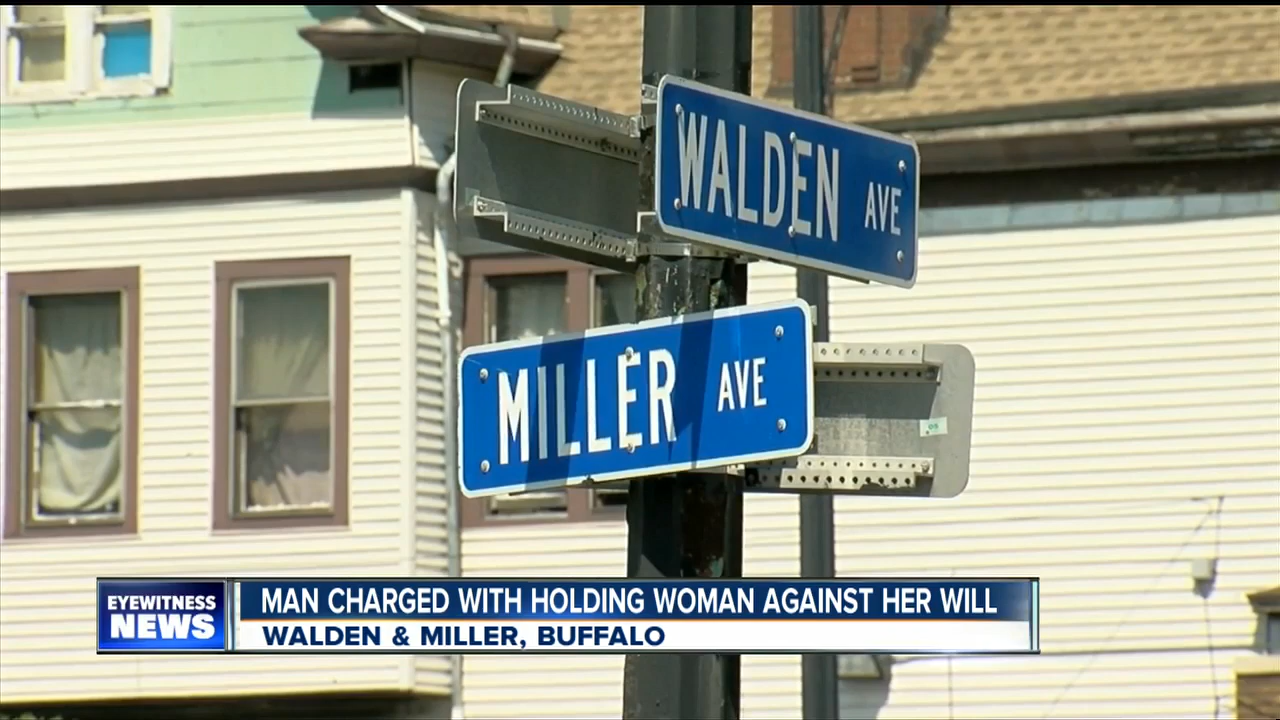 WALDEN AVE
MILLER AVE
EYEWITNESS
NEWS
MAN CHARGED WITH HOLDING WOMAN AGAINST HER WILL
WALDEN & MILLER, BUFFALO